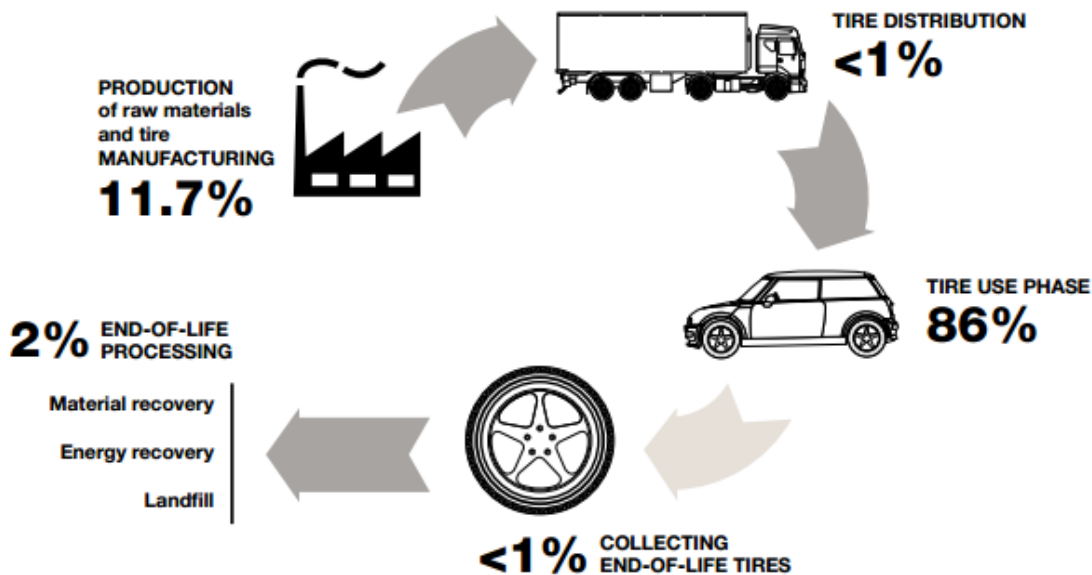 PRODUCTION
of raw materials
and tire
MANUFACTURING
11.7%
TIRE DISTRIBUTION
<1%
TIRE USE PHASE
86%
<1%
COLLECTING
END-OF-LIFE TIRES
2%
END-OF-LIFE
PROCESSING
Material recovery
Energy recovery
Landfill